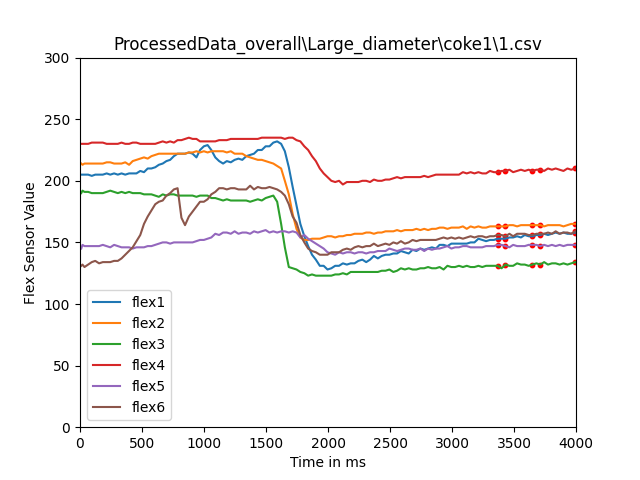 ProcessedData_overall\Large_diameter\coke1\1.csv
300
250
200
150
100
50
0
Flex Sensor Value
flex1
flex2
flex3
flex4
flex5
flex6
0 500 1000 1500 2000 2500 3000 3500 4000
Time in ms